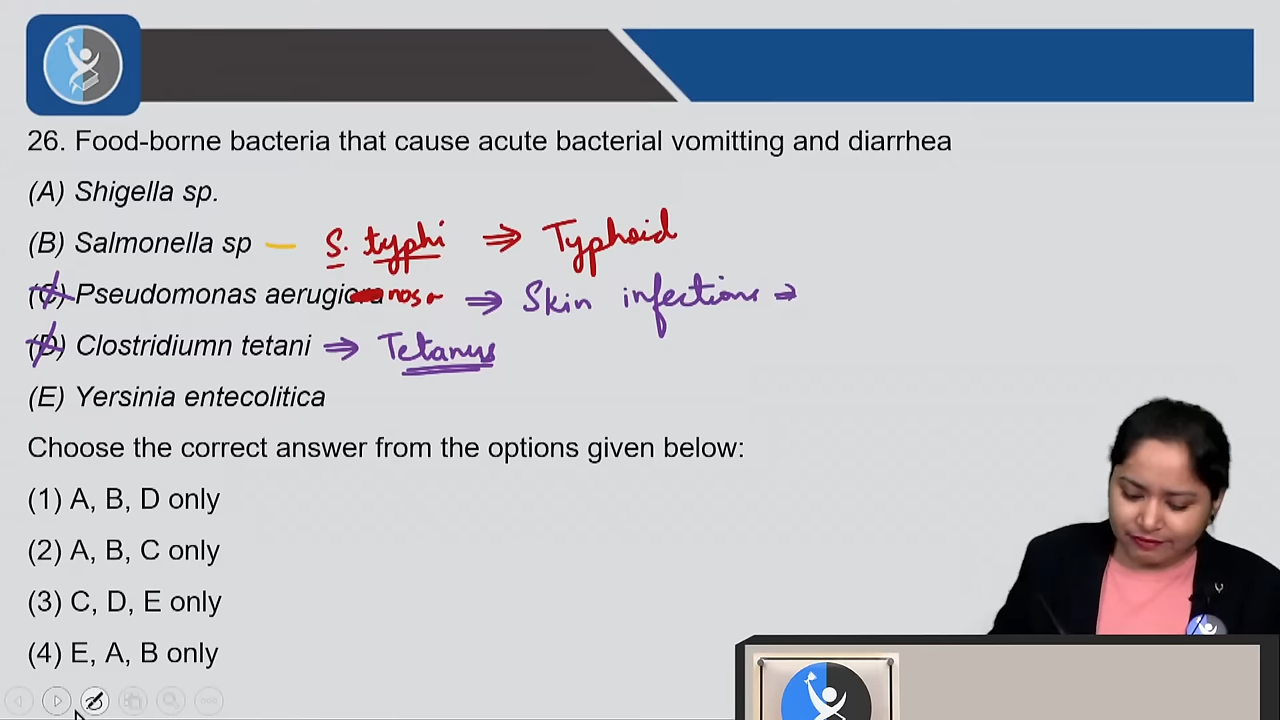 26. Food-borne bacteria that cause acute bacterial vomitting and diarrhea
(A) Shigella sp.
(B) Salmonella sp — S. typhi ⇒ Typhoid
(C) Pseudomonas aerugi nosa ⇒ Skin infections ⇒
(D) Clostridiumn tetani ⇒ Tetanus
(E) Yersinia entecolitica
Choose the correct answer from the options given below:
(1) A, B, D only
(2) A, B, C only
(3) C, D, E only
(4) E, A, B only